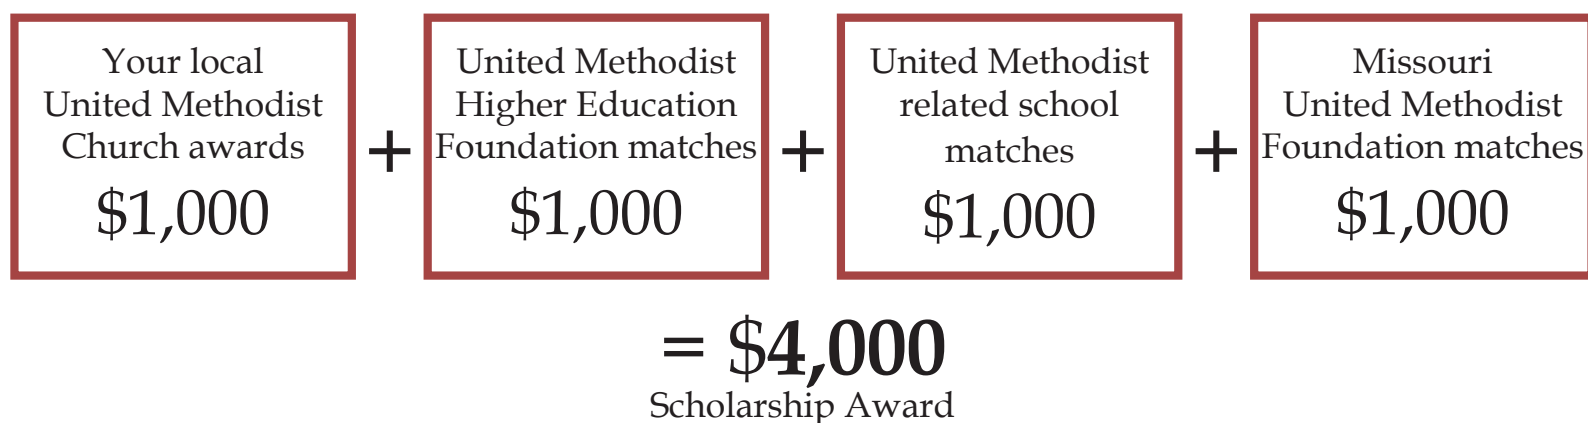 Your local
United Methodist
Church awards
$1,000
+
United Methodist
Higher Education
Foundation matches
$1,000
+
United Methodist
related school
matches
$1,000
+
Missouri
United Methodist
Foundation matches
$1,000
= $4,000
Scholarship Award